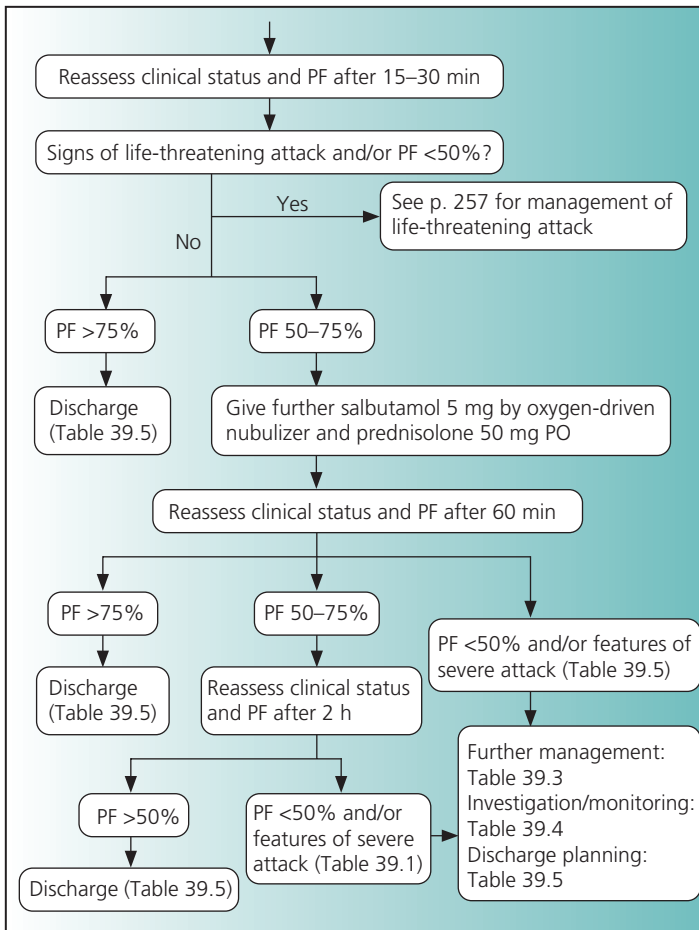 Reassess clinical status and PF after 15–30 min
Signs of life-threatening attack and/or PF <50%?
Yes
See p. 257 for management of
life-threatening attack
No
PF >75%
PF 50–75%
Discharge
(Table 39.5)
Give further salbutamol 5 mg by oxygen-driven
nubulizer and prednisolone 50 mg PO
Reassess clinical status and PF after 60 min
PF >75%
PF 50–75%
PF <50% and/or features of
severe attack (Table 39.5)
Discharge
(Table 39.5)
Reassess clinical status
and PF after 2 h
Further management:
Table 39.3
Investigation/monitoring:
Table 39.4
Discharge planning:
Table 39.5
PF >50%
PF <50% and/or
features of severe
attack (Table 39.1)
Discharge (Table 39.5)